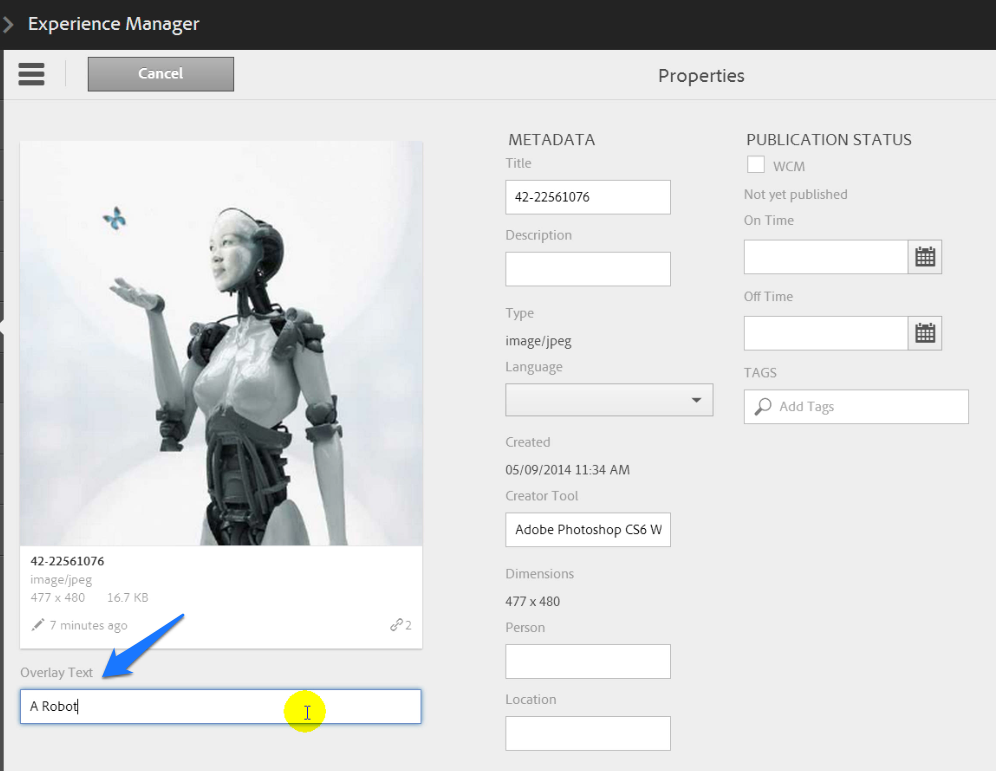 Experience Manager
Cancel
Properties
42-22561076
image/jpeg
477 x 480 16.7 KB
7 minutes ago 2
Overlay Text
A Robot
METADATA
Title
42-22561076
Description
Type
image/jpeg
Language
Created
05/09/2014 11:34 AM
Creator Tool
Adobe Photoshop CS6 W
Dimensions
477 x 480
Person
Location
PUBLICATION STATUS
WCM
Not yet published
On Time
Off Time
TAGS
Add Tags